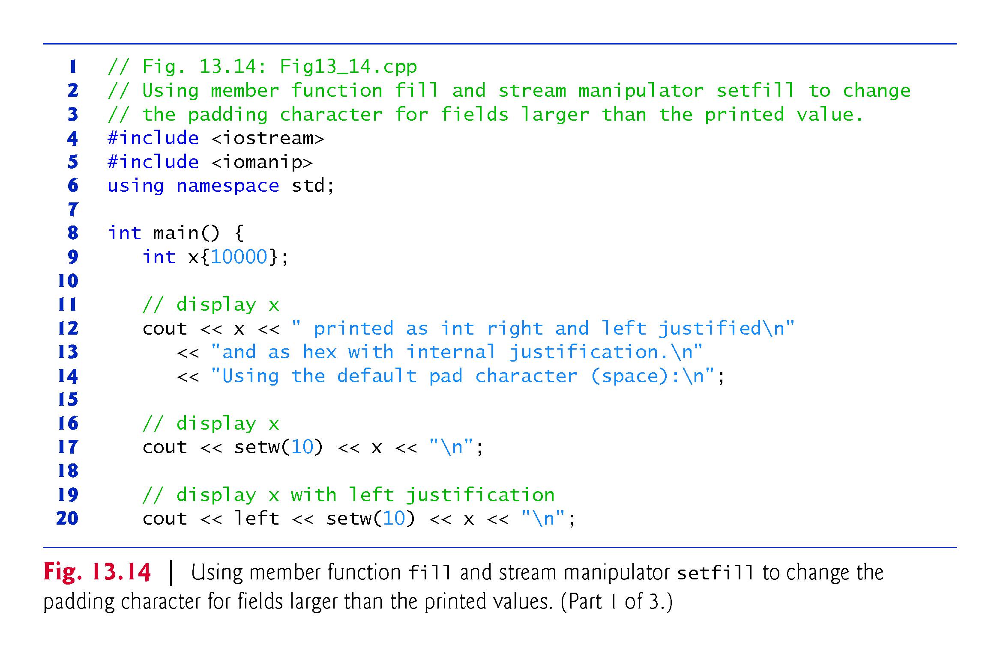 1 // Fig. 13.14: Fig13_14.cpp
2 // Using member function fill and stream manipulator setfill to change
3 // the padding character for fields larger than the printed value.
4 #include <iostream>
5 #include <iomanip>
6 using namespace std;
7
8 int main() {
9    int x{10000};
10
11    // display x
12    cout << x << " printed as int right and left justified\n"
13       << "and as hex with internal justification.\n"
14       << "Using the default pad character (space):\n";
15
16    // display x
17    cout << setw(10) << x << "\n";
18
19    // display x with left justification
20    cout << left << setw(10) << x << "\n";
Fig. 13.14 | Using member function fill and stream manipulator setfill to change the
padding character for fields larger than the printed values. (Part 1 of 3.)